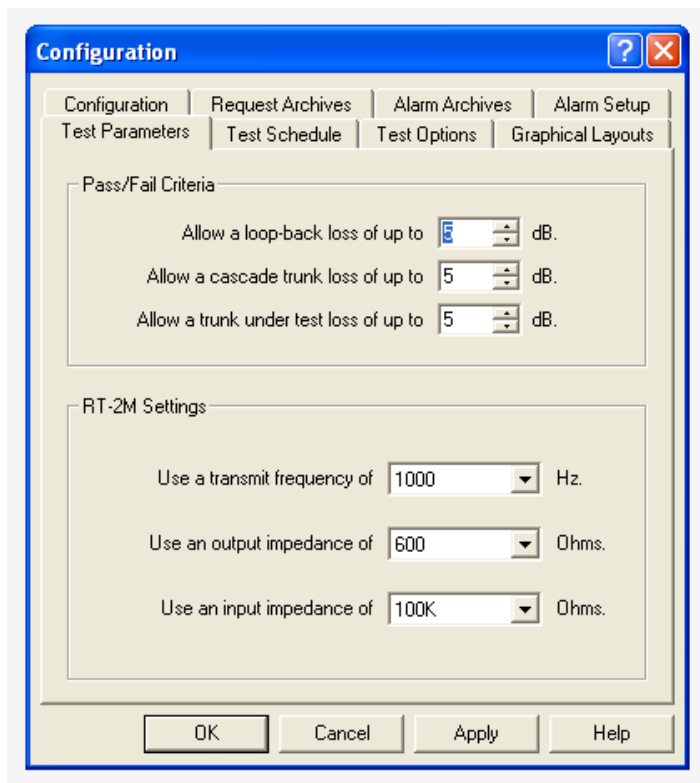 Configuration
Configuration Request Archives Alarm Archives Alarm Setup
Test Parameters Test Schedule Test Options Graphical Layouts
Pass/Fail Criteria
Allow a loop-back loss of up to 5 dB.
Allow a cascade trunk loss of up to 5 dB.
Allow a trunk under test loss of up to 5 dB.
RT-2M Settings
Use a transmit frequency of 1000 Hz.
Use an output impedance of 600 Ohms.
Use an input impedance of 100K Ohms.
OK Cancel Apply Help